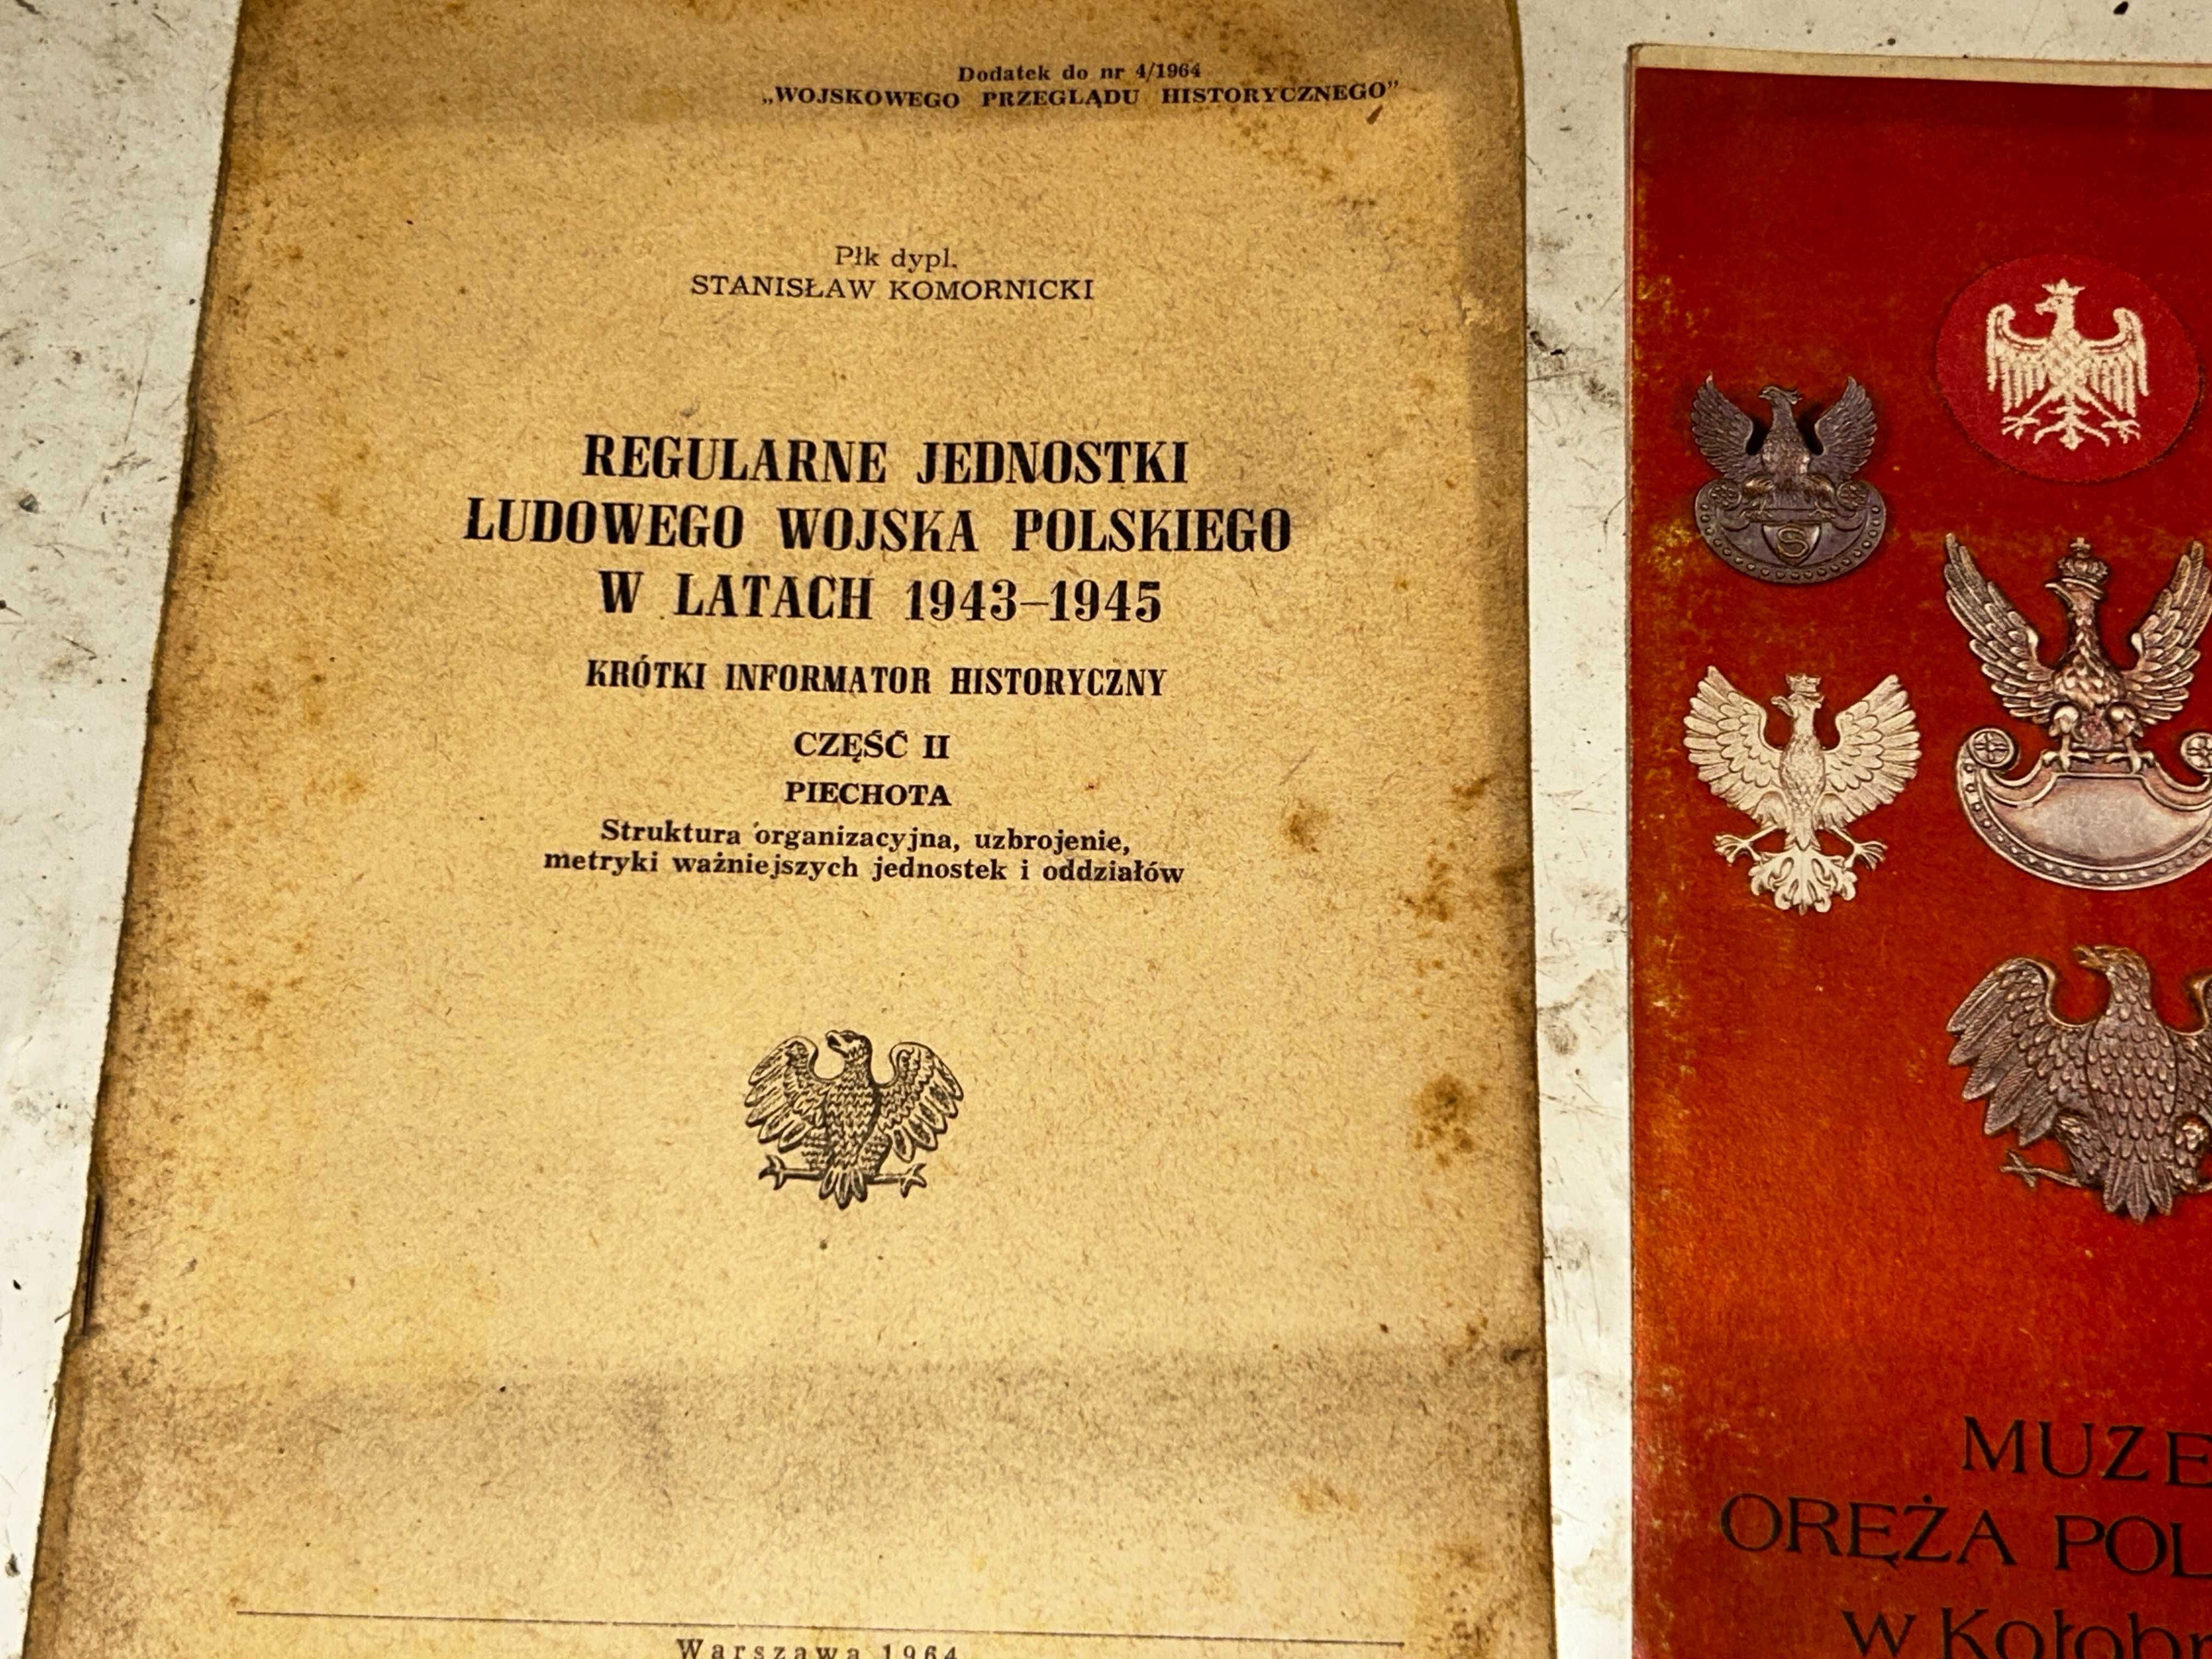 Dodatek do nr 4/1964
„WOJSKOWEGO PRZEGLĄDU HISTORYCZNEGO”
Płk dypl.
STANISŁAW KOMORNICKI
REGULARNE JEDNOSTKI
LUDOWEGO WOJSKA POLSKIEGO
W LATACH 1943–1945
KRÓTKI INFORMATOR HISTORYCZNY
CZĘŚĆ II
PIECHOTA
Struktura organizacyjna, uzbrojenie,
metryki ważniejszych jednostek i oddziałów
Warszawa 1964
S
MUZE
ORĘŻA POL
w Kołobr